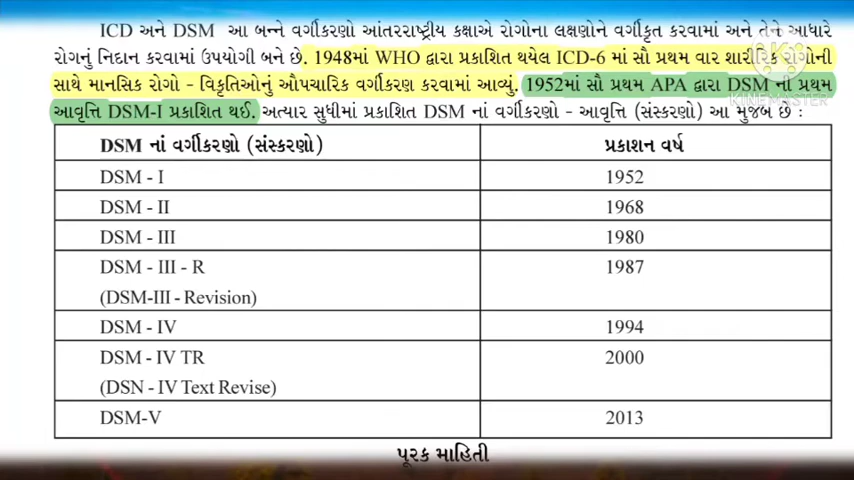 ICD અને DSM આ બન્ને વર્ગીકરણો આંતરરાષ્ટ્રીય કક્ષાએ રોગોના લક્ષણોને વર્ગીકૃત કરવામાં અને તેને આધારે
રોગનું નિદાન કરવામાં ઉપયોગી બને છે. 1948માં WHO દ્વારા પ્રકાશિત થયેલ ICD-6 માં સૌ પ્રથમ વાર શારીરિક રોગોની
સાથે માનસિક રોગો - વિકૃતિઓનું ઔપચારિક વર્ગીકરણ કરવામાં આવ્યું. 1952માં સૌ પ્રથમ APA દ્વારા DSM ની પ્રથમ
આવૃત્તિ DSM-I પ્રકાશિત થઈ. અત્યાર સુધીમાં પ્રકાશિત DSM નાં વર્ગીકરણો - આવૃત્તિ (સંસ્કરણો) આ મુજબ છે :
DSM નાં વર્ગીકરણો (સંસ્કરણો) પ્રકાશન વર્ષ
DSM - I 1952
DSM - II 1968
DSM - III 1980
DSM - III - R 1987
(DSM-III - Revision)
DSM - IV 1994
DSM - IV TR 2000
(DSN - IV Text Revise)
DSM-V 2013
પૂરક માહિતી
KINEMASTER